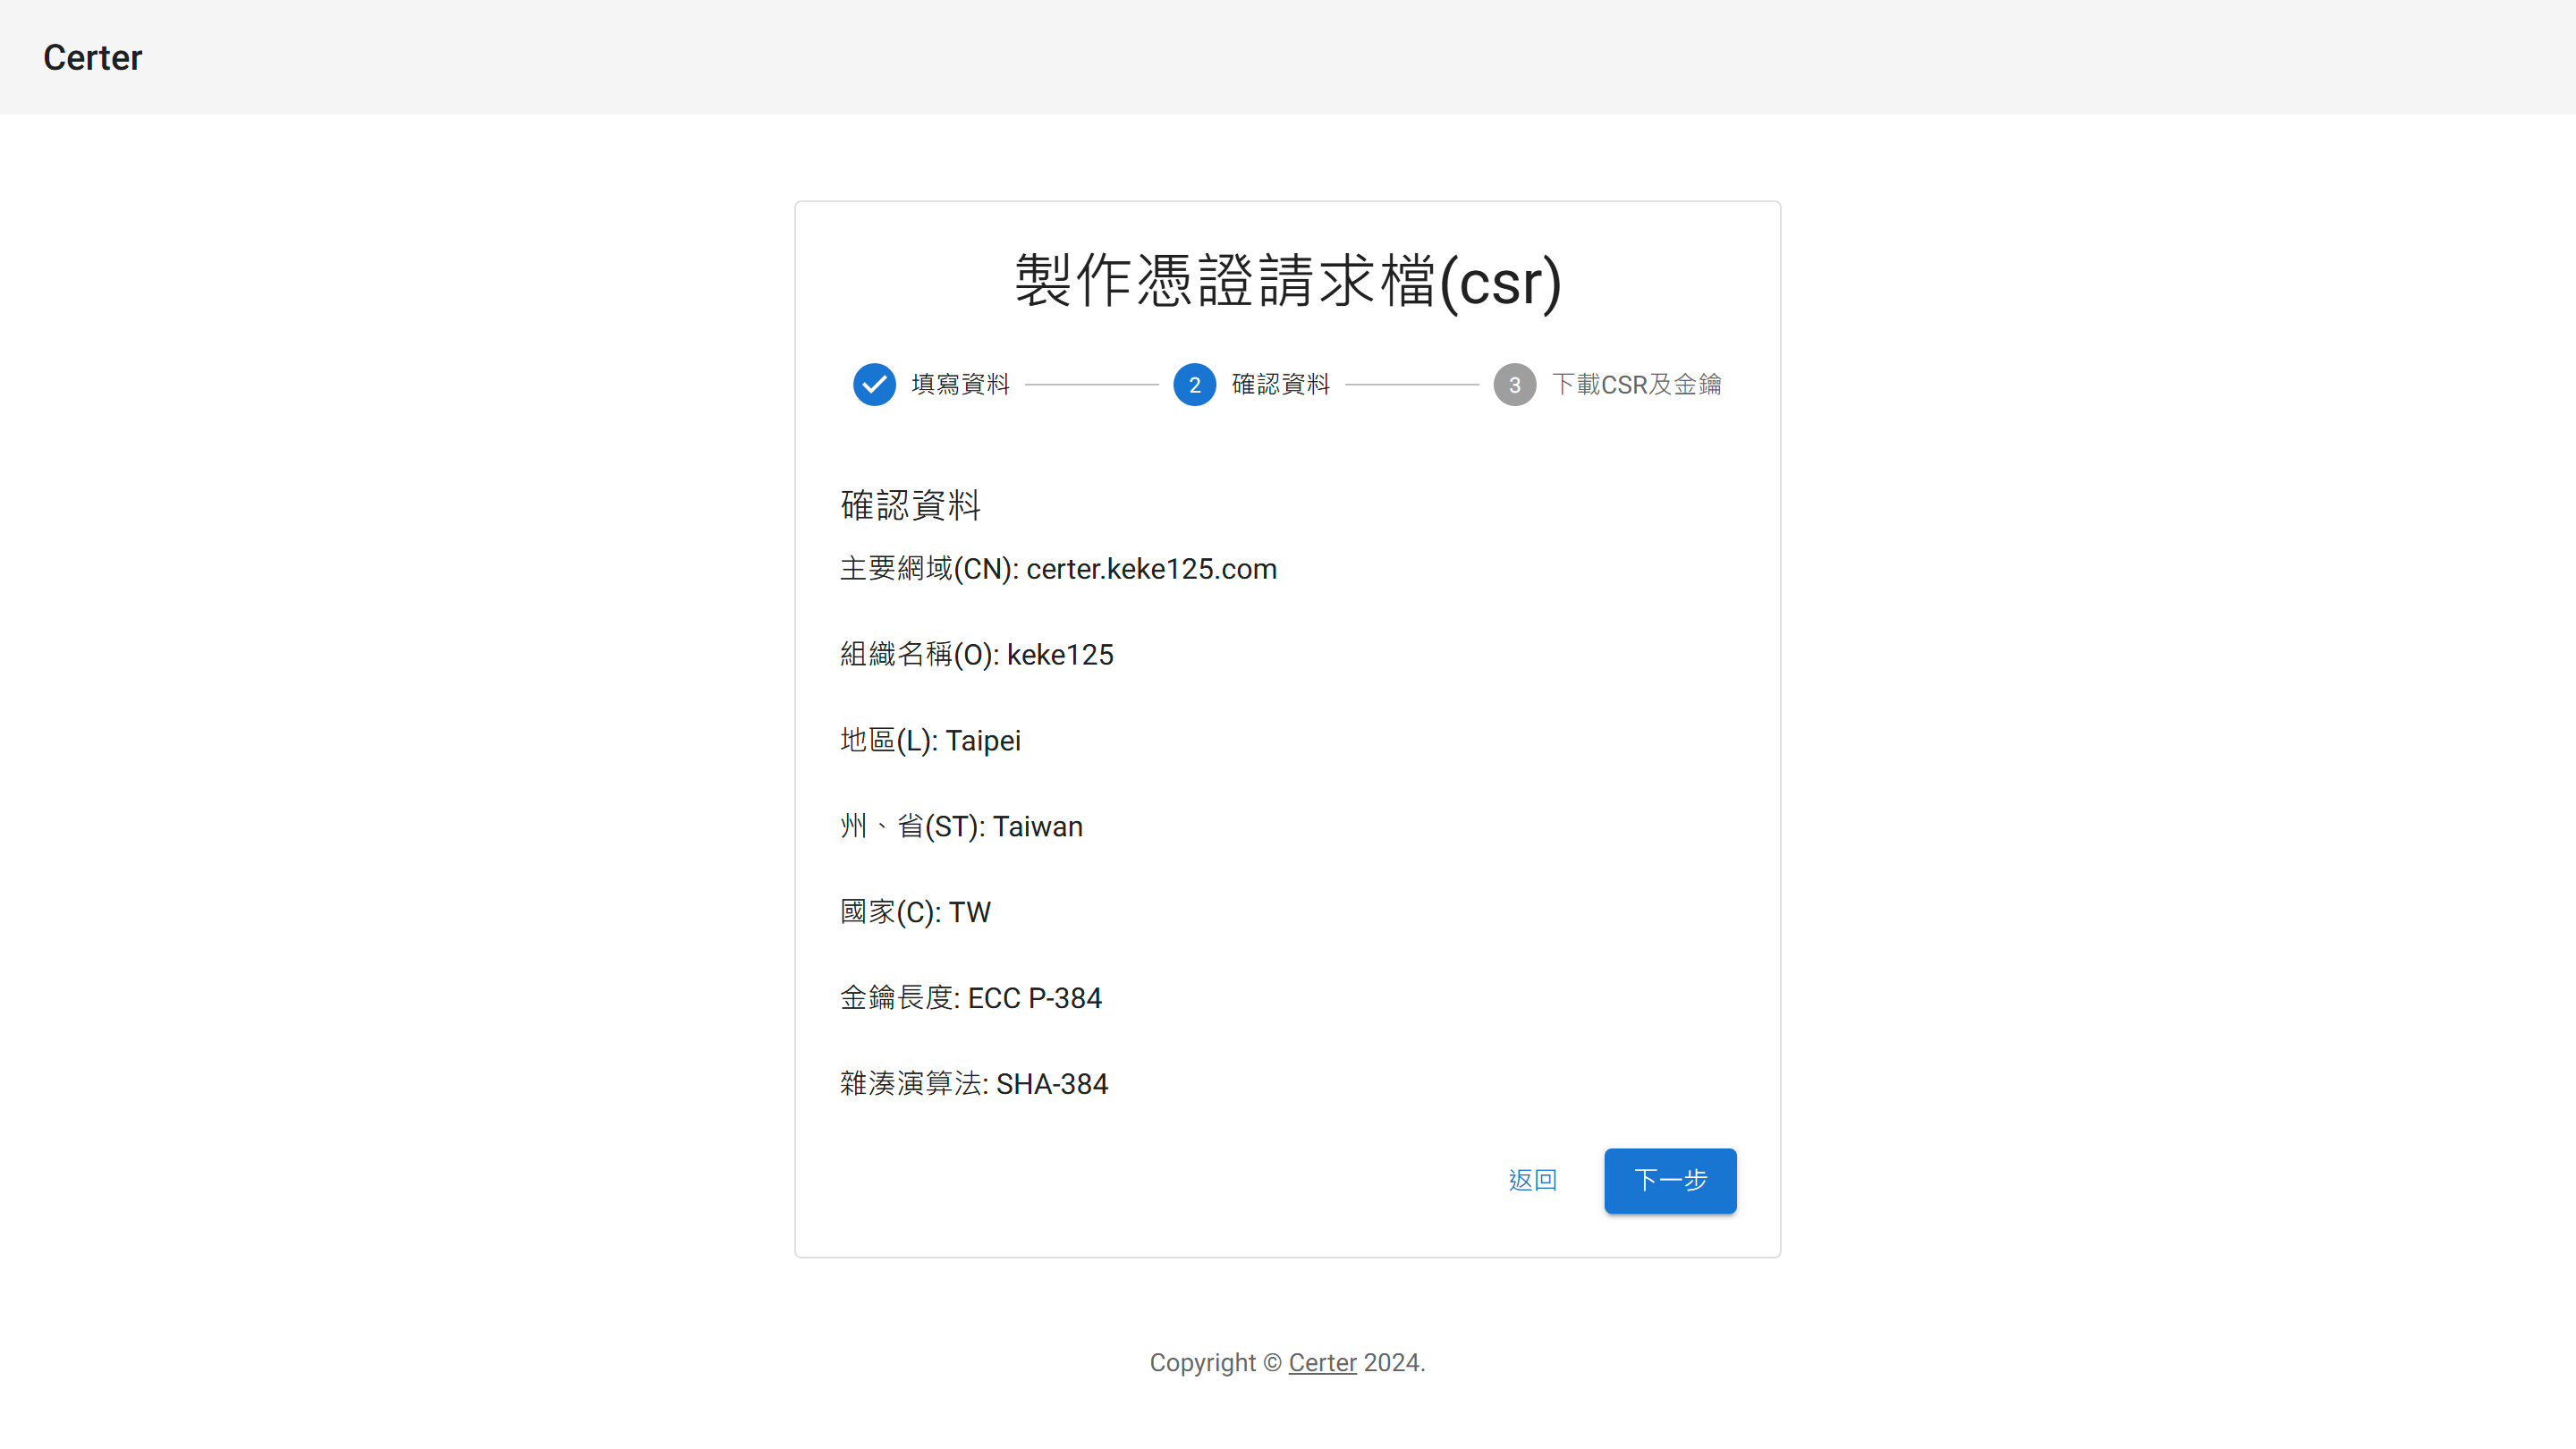 Certer
製作憑證請求檔(csr)
填寫資料
2 確認資料
3 下載CSR及金鑰
確認資料
主要網域(CN): certer.keke125.com
組織名稱(O): keke125
地區(L): Taipei
州、省(ST): Taiwan
國家(C): TW
金鑰長度: ECC P-384
雜湊演算法: SHA-384
返回 下一步
Copyright © Certer 2024.